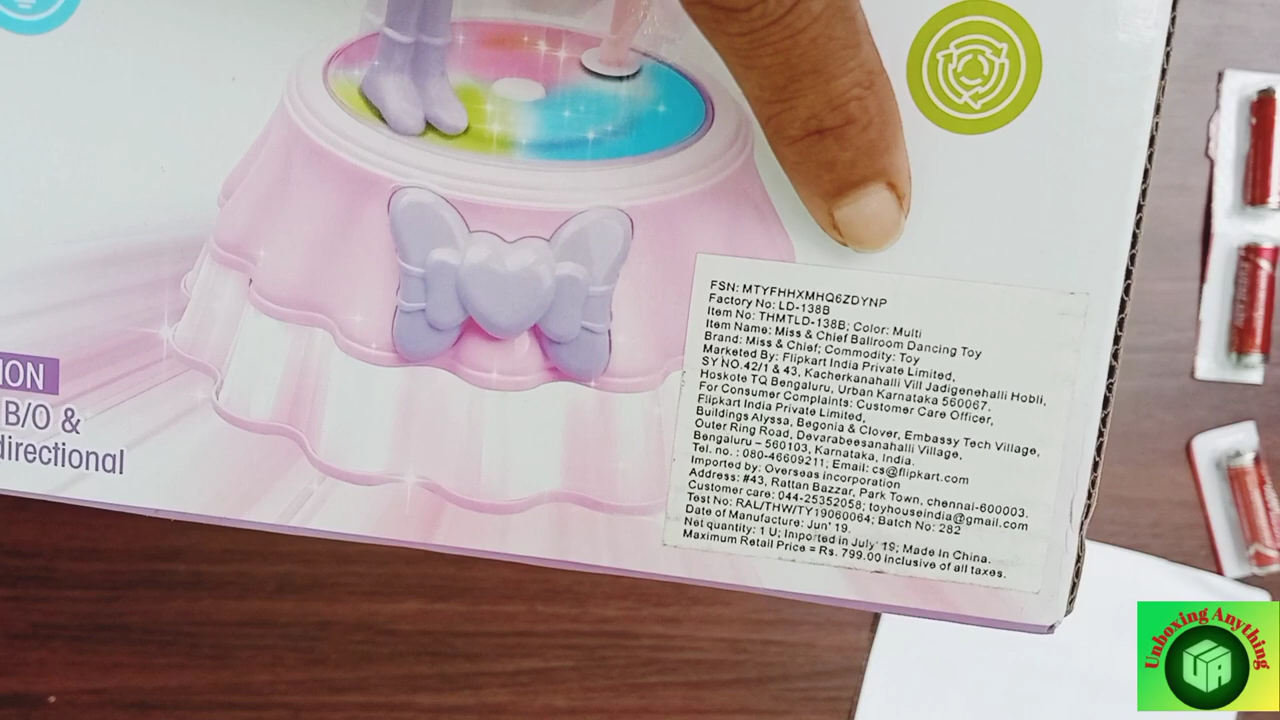 ION
B/O &
directional
FSN: MTYFHHXMHQ6ZDYNP
Factory No: LD-138B
Item No: THMTLD-138B; Color: Multi
Item Name: Miss & Chief Ballroom Dancing Toy
Brand: Miss & Chief; Commodity: Toy
Marketed By: Flipkart India Private Limited,
SY NO.42/1 & 43, Kacherkanahalli Vill Jadigenehalli Hobli,
Hoskote TQ Bengaluru, Urban Karnataka 560067.
For Consumer Complaints: Customer Care Officer,
Flipkart India Private Limited,
Buildings Alyssa, Begonia & Clover, Embassy Tech Village,
Outer Ring Road, Devarabeesanahalli Village,
Bengaluru – 560103, Karnataka, India.
Tel. no. : 080-46609211; Email: cs@flipkart.com
Imported by: Overseas incorporation
Address: #43, Rattan Bazzar, Park Town, chennai-600003.
Customer care: 044-25352058; toyhouseindia@gmail.com
Test No: RAL/THW/TY19060064; Batch No: 282
Date of Manufacture: Jun' 19.
Net quantity: 1 U; Imported in July' 19; Made In China.
Maximum Retail Price = Rs. 799.00 inclusive of all taxes.
Unboxing Anything
UA